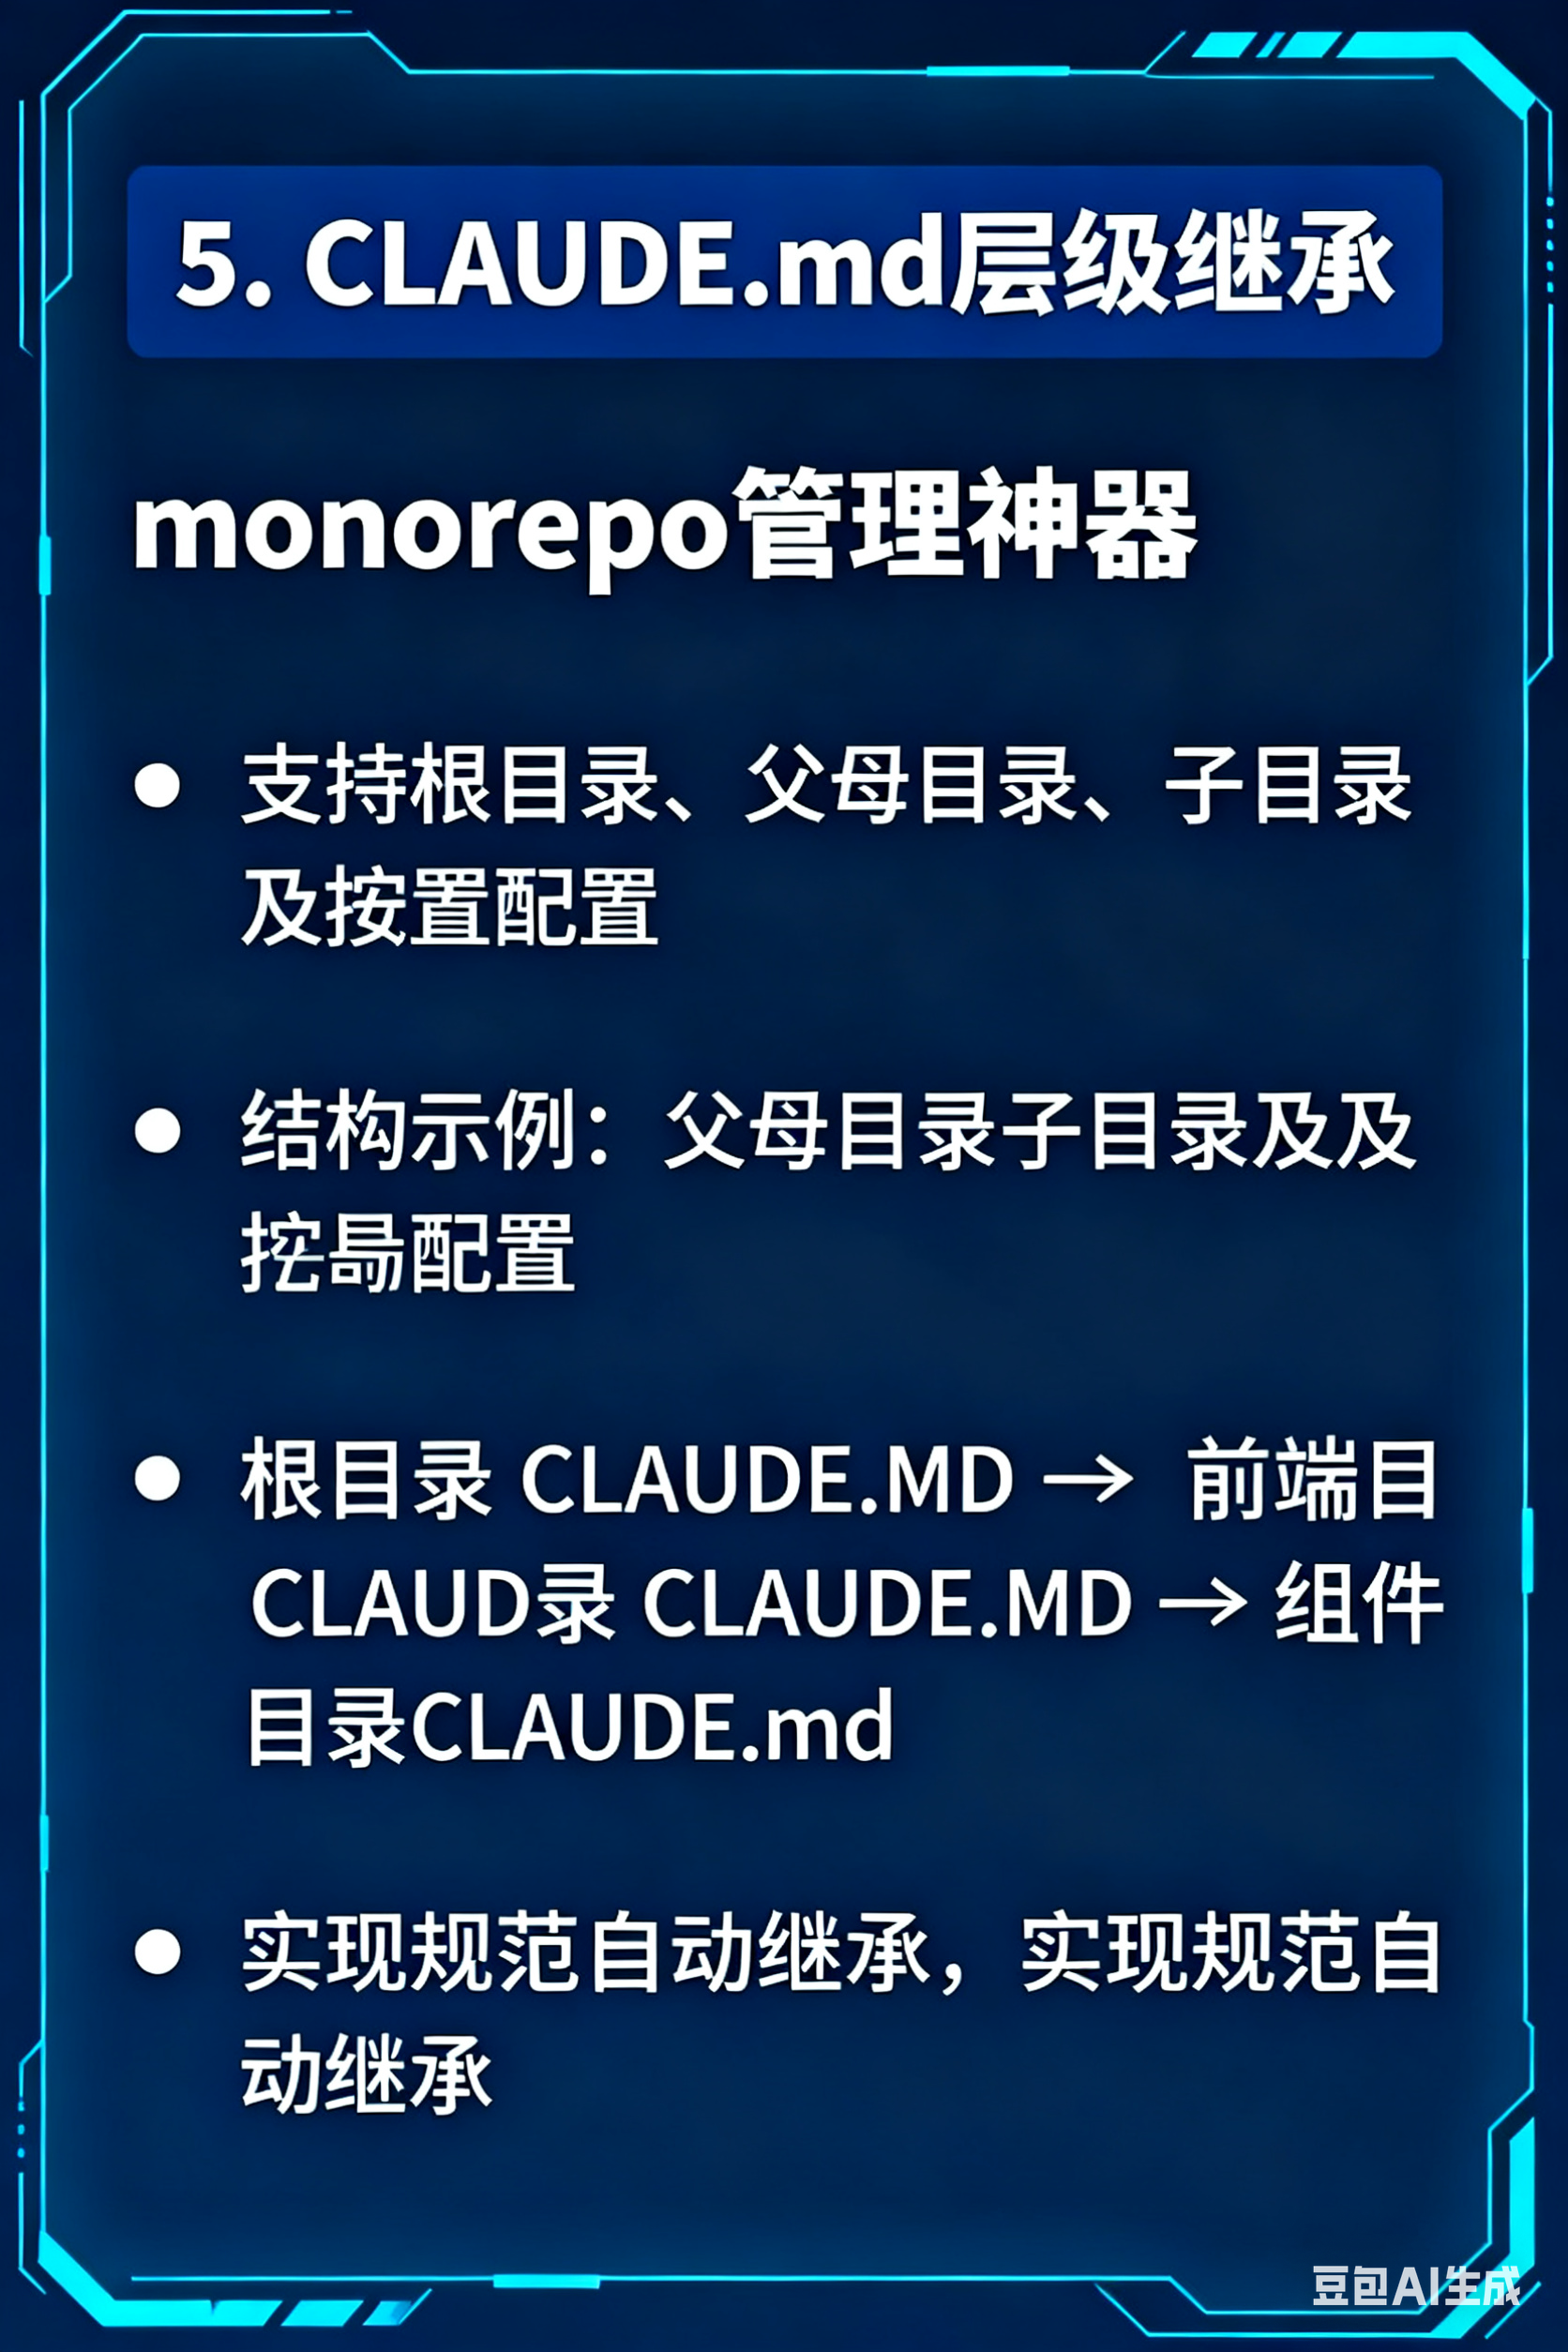 5. CLAUDE.md层级继承
monorepo管理神器
● 支持根目录、父母目录、子目录
及按置配置
● 结构示例：父母目录子目录及及
配置
● 根目录 CLAUDE.MD → 前端目
CLAUD录 CLAUDE.MD → 组件
目录CLAUDE.md
● 实现规范自动继承，实现规范自
动继承
豆包AI生成